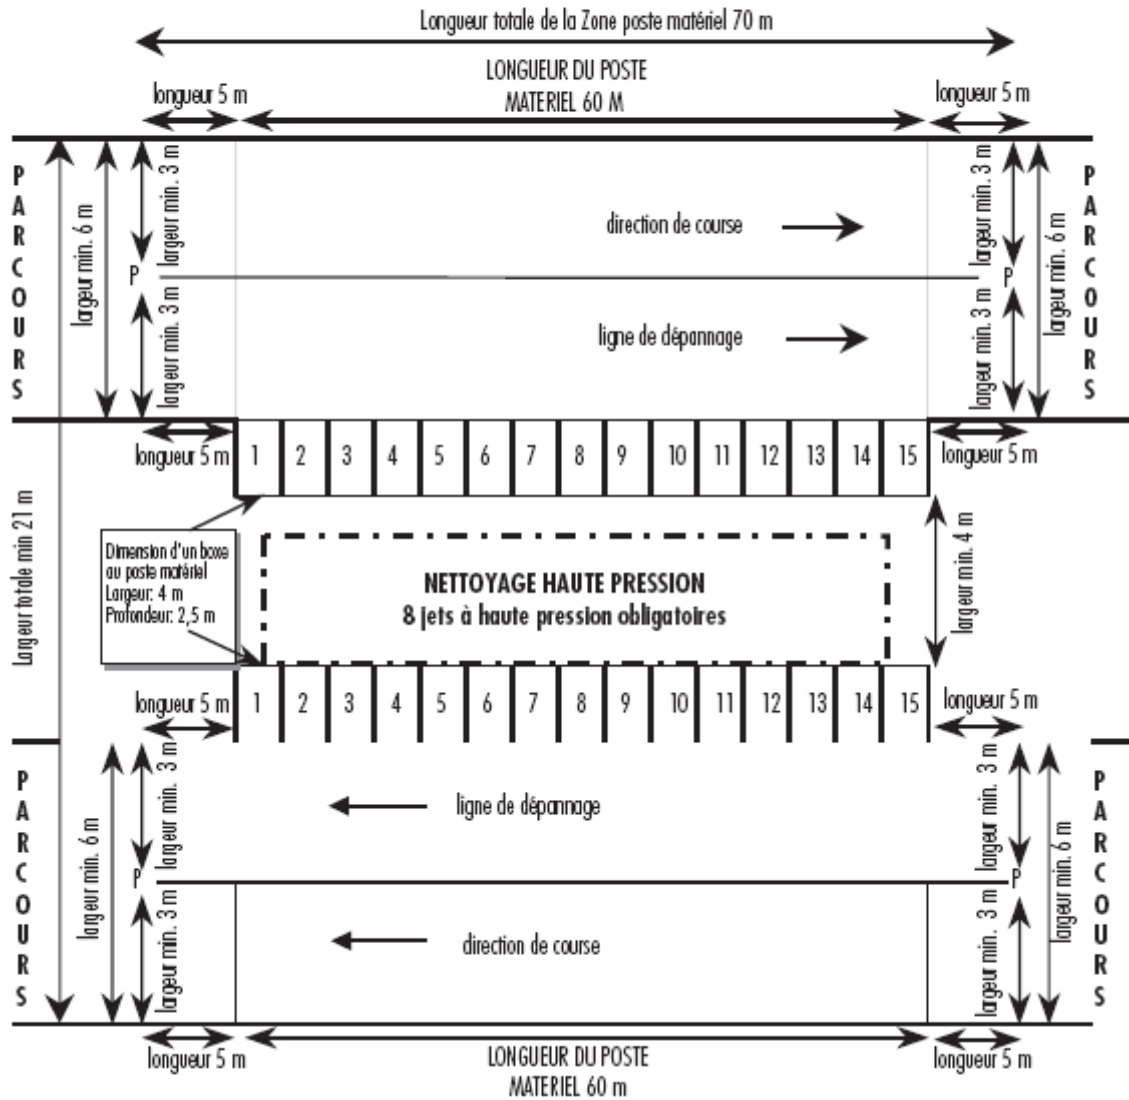 Longueur totale de la Zone poste matériel 70 m
LONGUEUR DU POSTE
MATERIEL 60 M
longueur 5 m
longueur 5 m
PARCOURS
largeur min. 6 m
largeur min. 3 m
P
largeur min. 3 m
direction de course
ligne de dépannage
largeur min. 3 m
P
largeur min. 3 m
largeur min. 6 m
PARCOURS
longueur 5 m
1 2 3 4 5 6 7 8 9 10 11 12 13 14 15
longueur 5 m
Largeur totale min 21 m
Dimension d'un boxe
au poste matériel
Largeur: 4 m
Profondeur: 2,5 m
NETTOYAGE HAUTE PRESSION
8 jets à haute pression obligatoires
largeur min. 4 m
longueur 5 m
1 2 3 4 5 6 7 8 9 10 11 12 13 14 15
longueur 5 m
PARCOURS
largeur min. 6 m
largeur min. 3 m
P
largeur min. 3 m
ligne de dépannage
direction de course
largeur min. 3 m
P
largeur min. 3 m
largeur min. 6 m
PARCOURS
longueur 5 m
LONGUEUR DU POSTE
MATERIEL 60 m
longueur 5 m